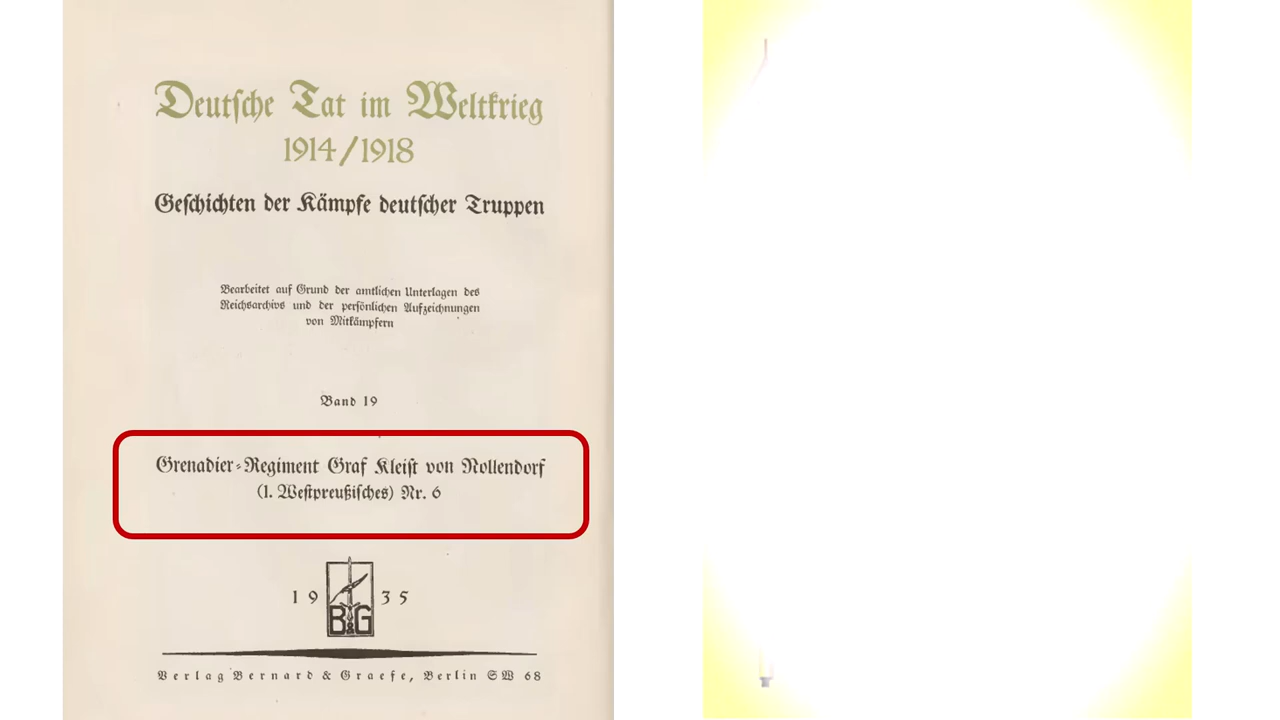 Deutsche Tat im Weltkrieg
1914/1918
Geschichten der Kämpfe deutscher Truppen
Bearbeitet auf Grund der amtlichen Unterlagen des
Reichsarchivs und der persönlichen Aufzeichnungen
von Mitkämpfern
Band 19
Grenadier-Regiment Graf Kleist von Nollendorf
(1. Westpreußisches) Nr. 6
1935
B&G
Verlag Bernard & Graefe, Berlin SW 68